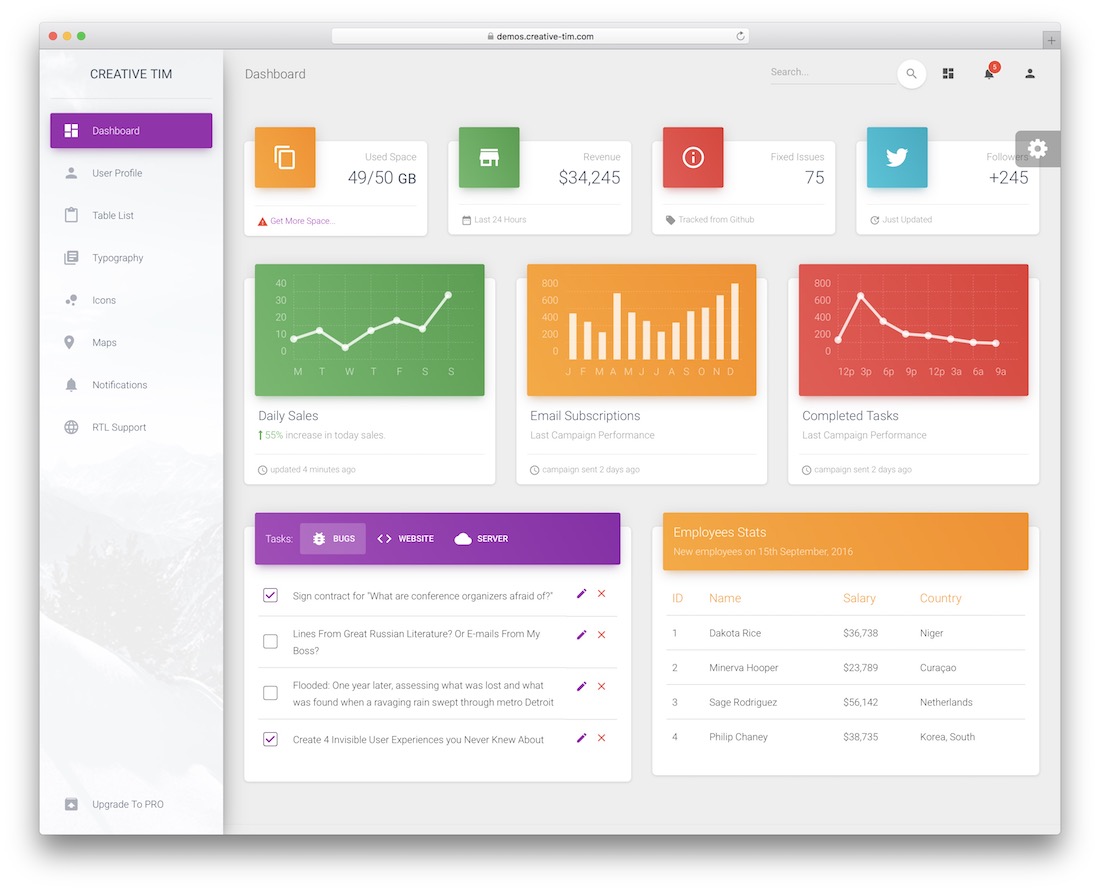 demos.creative-tim.com
CREATIVE TIM
Dashboard
User Profile
Table List
Typography
Icons
Maps
Notifications
RTL Support
Upgrade To PRO
Dashboard
Search...
5
Used Space
49/50 GB
Get More Space...
Revenue
$34,245
Last 24 Hours
Fixed Issues
75
Tracked from Github
Followers
+245
Just Updated
40
30
20
10
0
M T W T F S S
Daily Sales
55% increase in today sales.
updated 4 minutes ago
800
600
400
200
0
J F M A M J J A S O N D
Email Subscriptions
Last Campaign Performance
campaign sent 2 days ago
800
600
400
200
0
12p 3p 6p 9p 12p 3a 6a 9a
Completed Tasks
Last Campaign Performance
campaign sent 2 days ago
Tasks: BUGS WEBSITE SERVER
Sign contract for "What are conference organizers afraid of?"
Lines From Great Russian Literature? Or E-mails From My
Boss?
Flooded: One year later, assessing what was lost and what
was found when a ravaging rain swept through metro Detroit
Create 4 Invisible User Experiences you Never Knew About
Employees Stats
New employees on 15th September, 2016
ID Name Salary Country
1 Dakota Rice $36,738 Niger
2 Minerva Hooper $23,789 Curaçao
3 Sage Rodriguez $56,142 Netherlands
4 Philip Chaney $38,735 Korea, South